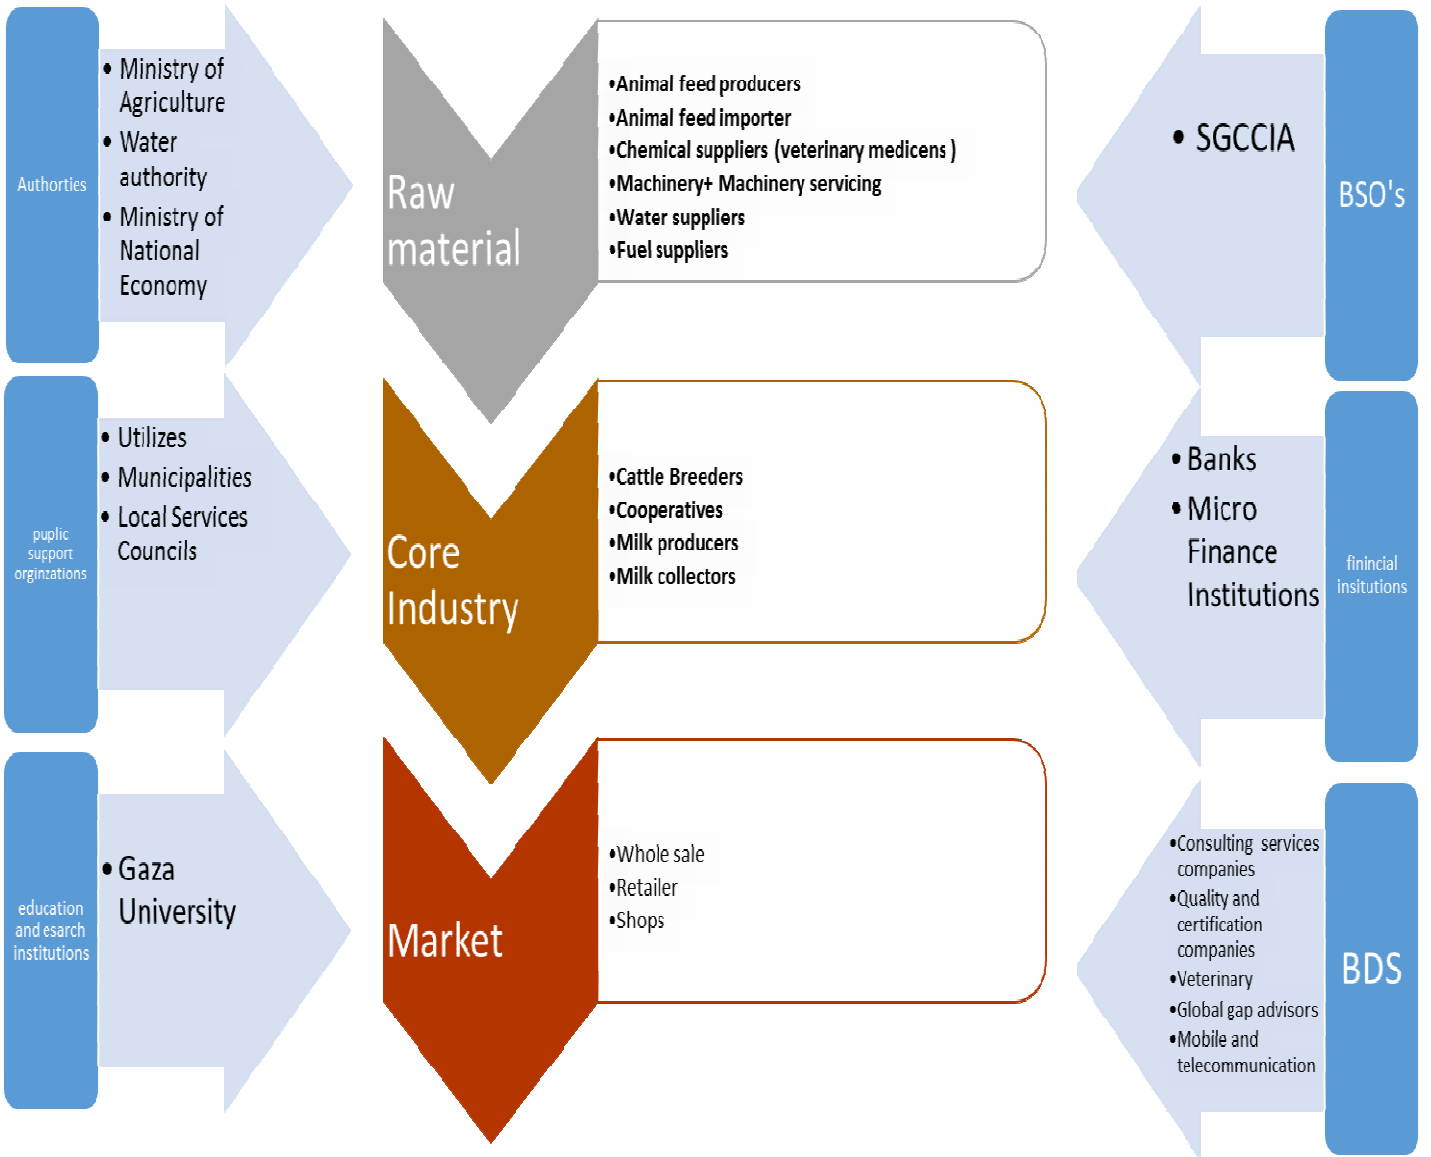 Authorties
• Ministry of
Agriculture
• Water
authority
• Ministry of
National
Economy
Raw
material
•Animal feed producers
•Animal feed importer
•Chemical suppliers (veterinary medicens )
•Machinery+ Machinery servicing
•Water suppliers
•Fuel suppliers
• SGCCIA
BSO's
puplic
support
orginzations
• Utilizes
• Municipalities
• Local Services
Councils
Core
Industry
•Cattle Breeders
•Cooperatives
•Milk producers
•Milk collectors
• Banks
• Micro
Finance
Institutions
finincial
insitutions
education
and esearch
institutions
• Gaza
University
Market
•Whole sale
•Retailer
•Shops
•Consulting services
companies
•Quality and
certification
companies
•Veterinary
•Global gap advisors
•Mobile and
telecommunication
BDS